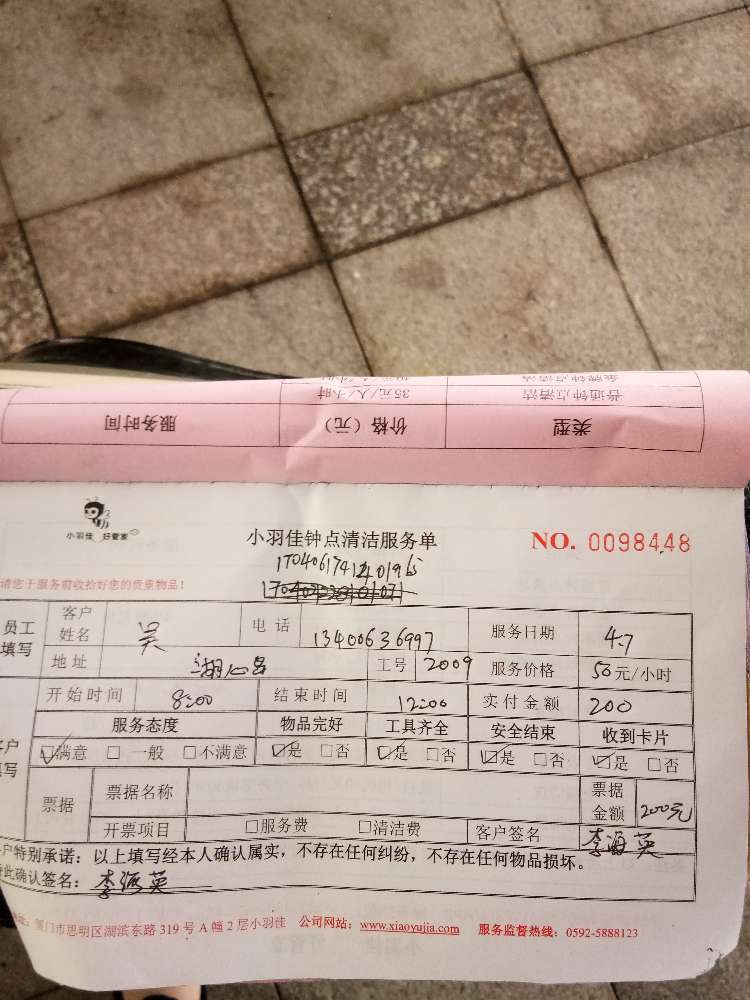 普通钟点清洁 35元/人/小时
类型 价格（元） 服务时间
小羽佳 好管家
小羽佳钟点清洁服务单 NO. 0098448
请您于服务前收拾好您的贵重物品！
员工填写 客户姓名 吴 电话 13400636997 服务日期 4.7
地址 湖心岛 工号 2009 服务价格 50元/小时
开始时间 8:00 结束时间 12:00 实付金额 200
服务态度 物品完好 工具齐全 安全结束 收到卡片
☑满意 □一般 □不满意 ☑是 □否 ☑是 □否 ☑是 □否 ☑是 □否
票据 票据名称 票据金额 200元
开票项目 □服务费 □清洁费 客户签名 李海英
户特别承诺：以上填写经本人确认属实，不存在任何纠纷，不存在任何物品损坏。
此确认签名：李海英
址：厦门市思明区湖滨东路 319 号 A 幢 2 层小羽佳 公司网站：www.xiaoyujia.com 服务监督热线：0592-5888123